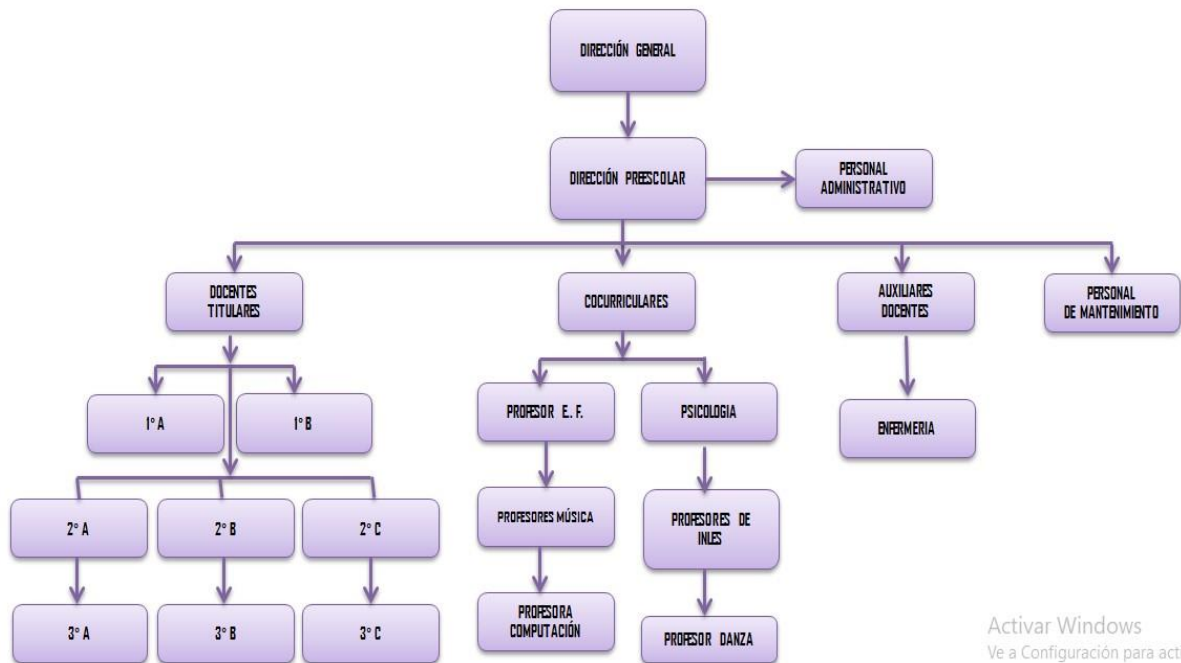 DIRECCIÓN GENERAL
DIRECCIÓN PREESCOLAR
PERSONAL
ADMINISTRATIVO
DOCENTES
TITULARES
COCURRICULARES
AUXILIARES
DOCENTES
PERSONAL
DE MANTENIMIENTO
1° A
1° B
PROFESOR E. F.
PSICOLOGIA
ENFERMERIA
2° A
2° B
2° C
PROFESORES MÚSICA
PROFESORES DE
INLES
3° A
3° B
3° C
PROFESORA
COMPUTACIÓN
PROFESOR DANZA
Activar Windows
Ve a Configuración para act